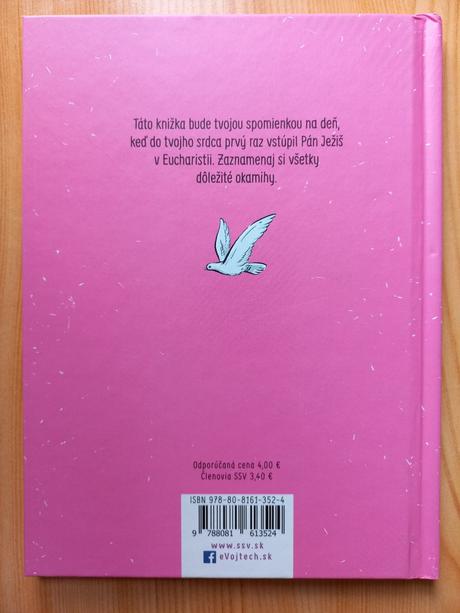 Táto knižka bude tvojou spomienkou na deň,
keď do tvojho srdca prvý raz vstúpil Pán Ježiš
v Eucharistii. Zaznamenaj si všetky
dôležité okamihy.
Odporúčaná cena 4,00 €
Členovia SSV 3,40 €
ISBN 978-80-8161-352-4
9 788081 613524
www.ssv.sk
eVojtech.sk